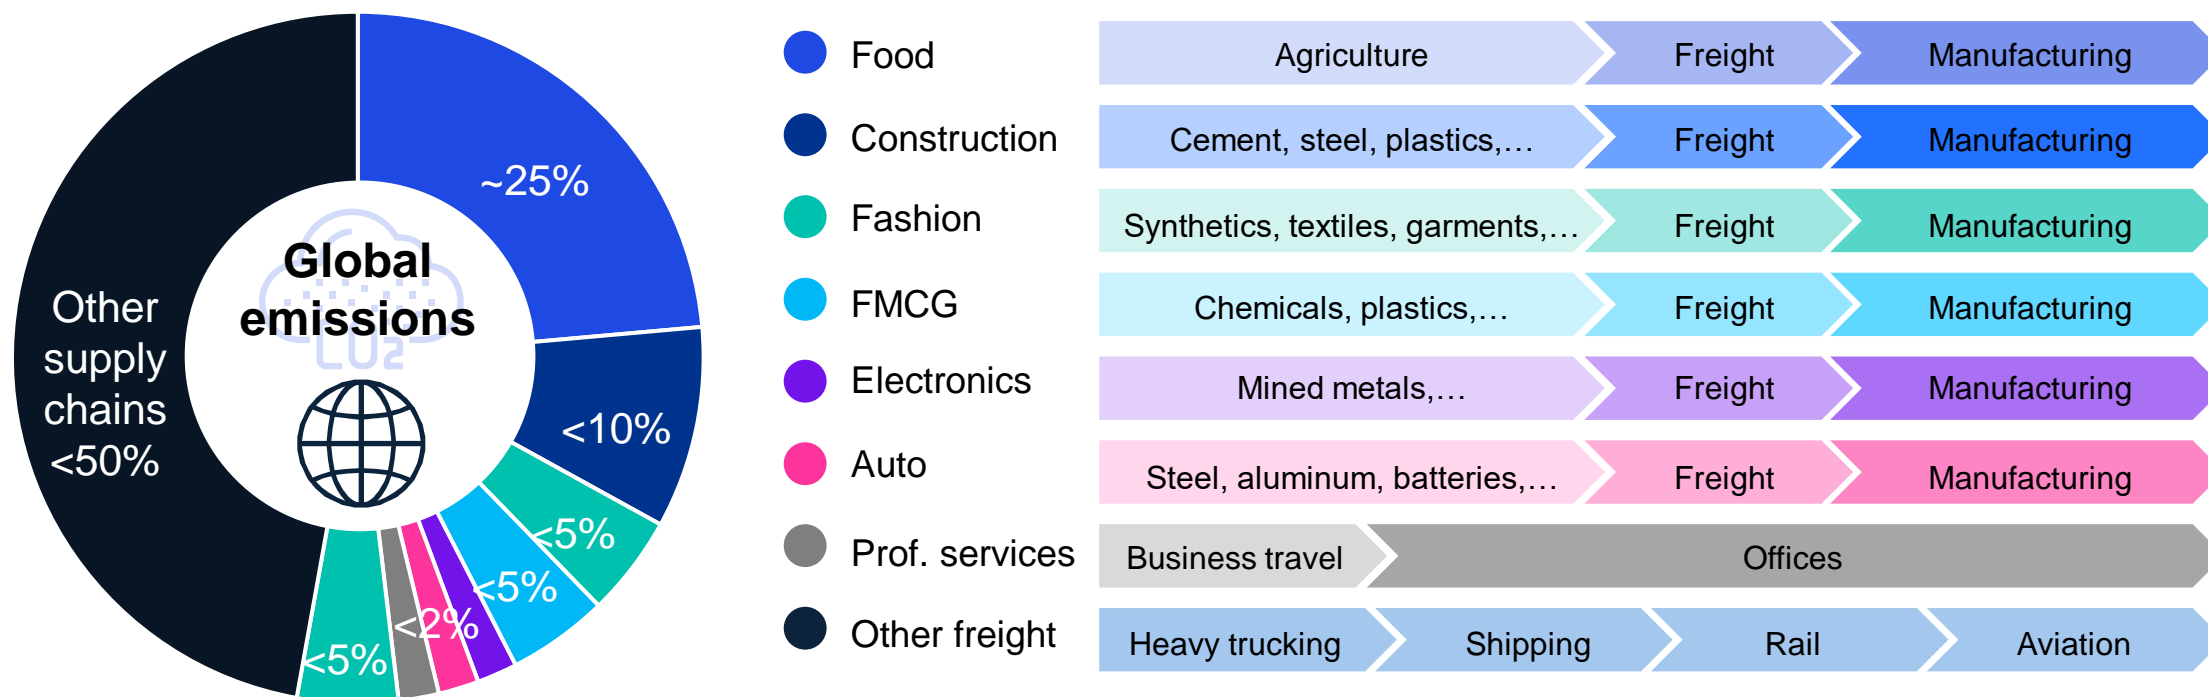 Global
emissions
CO2
~25%
<10%
<5%
<5%
<2%
<5%
Other
supply
chains
<50%
Food
Agriculture
Freight
Manufacturing
Construction
Cement, steel, plastics,…
Freight
Manufacturing
Fashion
Synthetics, textiles, garments,…
Freight
Manufacturing
FMCG
Chemicals, plastics,…
Freight
Manufacturing
Electronics
Mined metals,…
Freight
Manufacturing
Auto
Steel, aluminum, batteries,…
Freight
Manufacturing
Prof. services
Business travel
Offices
Other freight
Heavy trucking
Shipping
Rail
Aviation